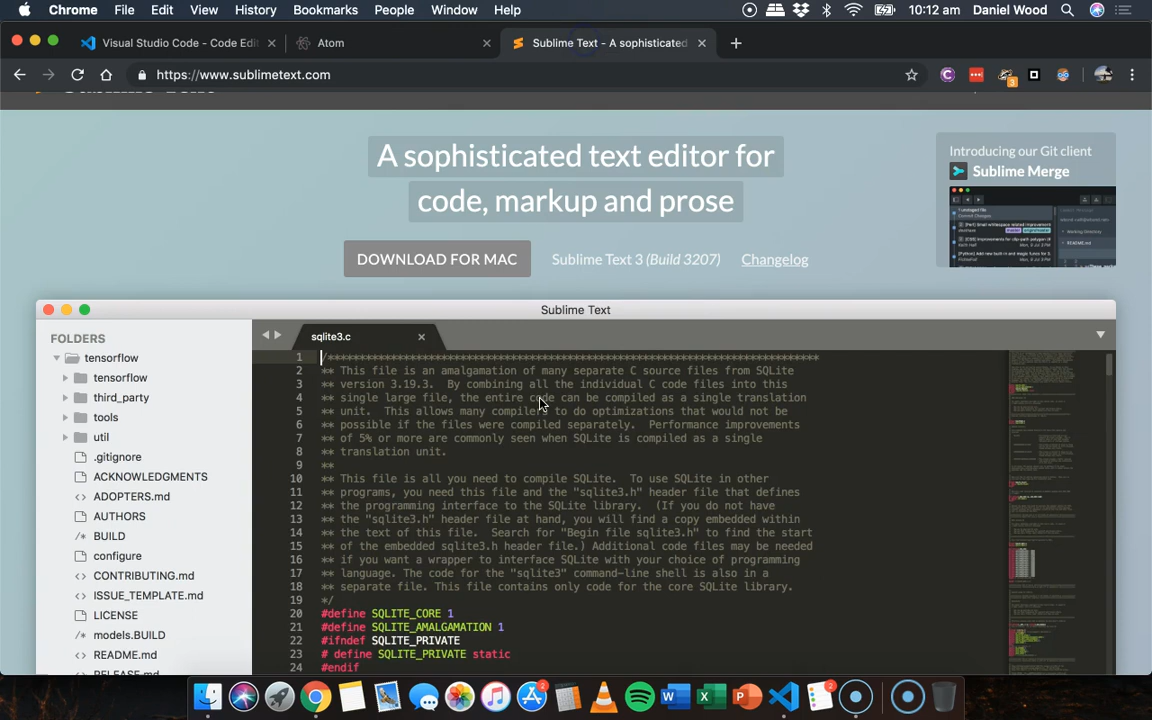 Chrome File Edit View History Bookmarks People Window Help 10:12 am Daniel Wood
Visual Studio Code - Code Edit
Atom
Sublime Text - A sophisticated
https://www.sublimetext.com
3
A sophisticated text editor for
code, markup and prose
Introducing our Git client
Sublime Merge
DOWNLOAD FOR MAC
Sublime Text 3 (Build 3207)
Changelog
Sublime Text
FOLDERS
tensorflow
tensorflow
third_party
tools
util
.gitignore
ACKNOWLEDGMENTS
ADOPTERS.md
AUTHORS
/* BUILD
configure
<> CONTRIBUTING.md
<> ISSUE_TEMPLATE.md
LICENSE
/* models.BUILD
<> README.md
RELEASE.md
sqlite3.c
1 /******************************************************************************
2 ** This file is an amalgamation of many separate C source files from SQLite
3 ** version 3.19.3.  By combining all the individual C code files into this
4 ** single large file, the entire code can be compiled as a single translation
5 ** unit.  This allows many compilers to do optimizations that would not be
6 ** possible if the files were compiled separately.  Performance improvements
7 ** of 5% or more are commonly seen when SQLite is compiled as a single
8 ** translation unit.
9 **
10 ** This file is all you need to compile SQLite.  To use SQLite in other
11 ** programs, you need this file and the "sqlite3.h" header file that defines
12 ** the programming interface to the SQLite library.  (If you do not have
13 ** the "sqlite3.h" header file at hand, you will find a copy embedded within
14 ** the text of this file.  Search for "Begin file sqlite3.h" to find the start
15 ** of the embedded sqlite3.h header file.) Additional code files may be needed
16 ** if you want a wrapper to interface SQLite with your choice of programming
17 ** language. The code for the "sqlite3" command-line shell is also in a
18 ** separate file. This file contains only code for the core SQLite library.
19 */
20 #define SQLITE_CORE 1
21 #define SQLITE_AMALGAMATION 1
22 #ifndef SQLITE_PRIVATE
23 # define SQLITE_PRIVATE static
24 #endif
2
2